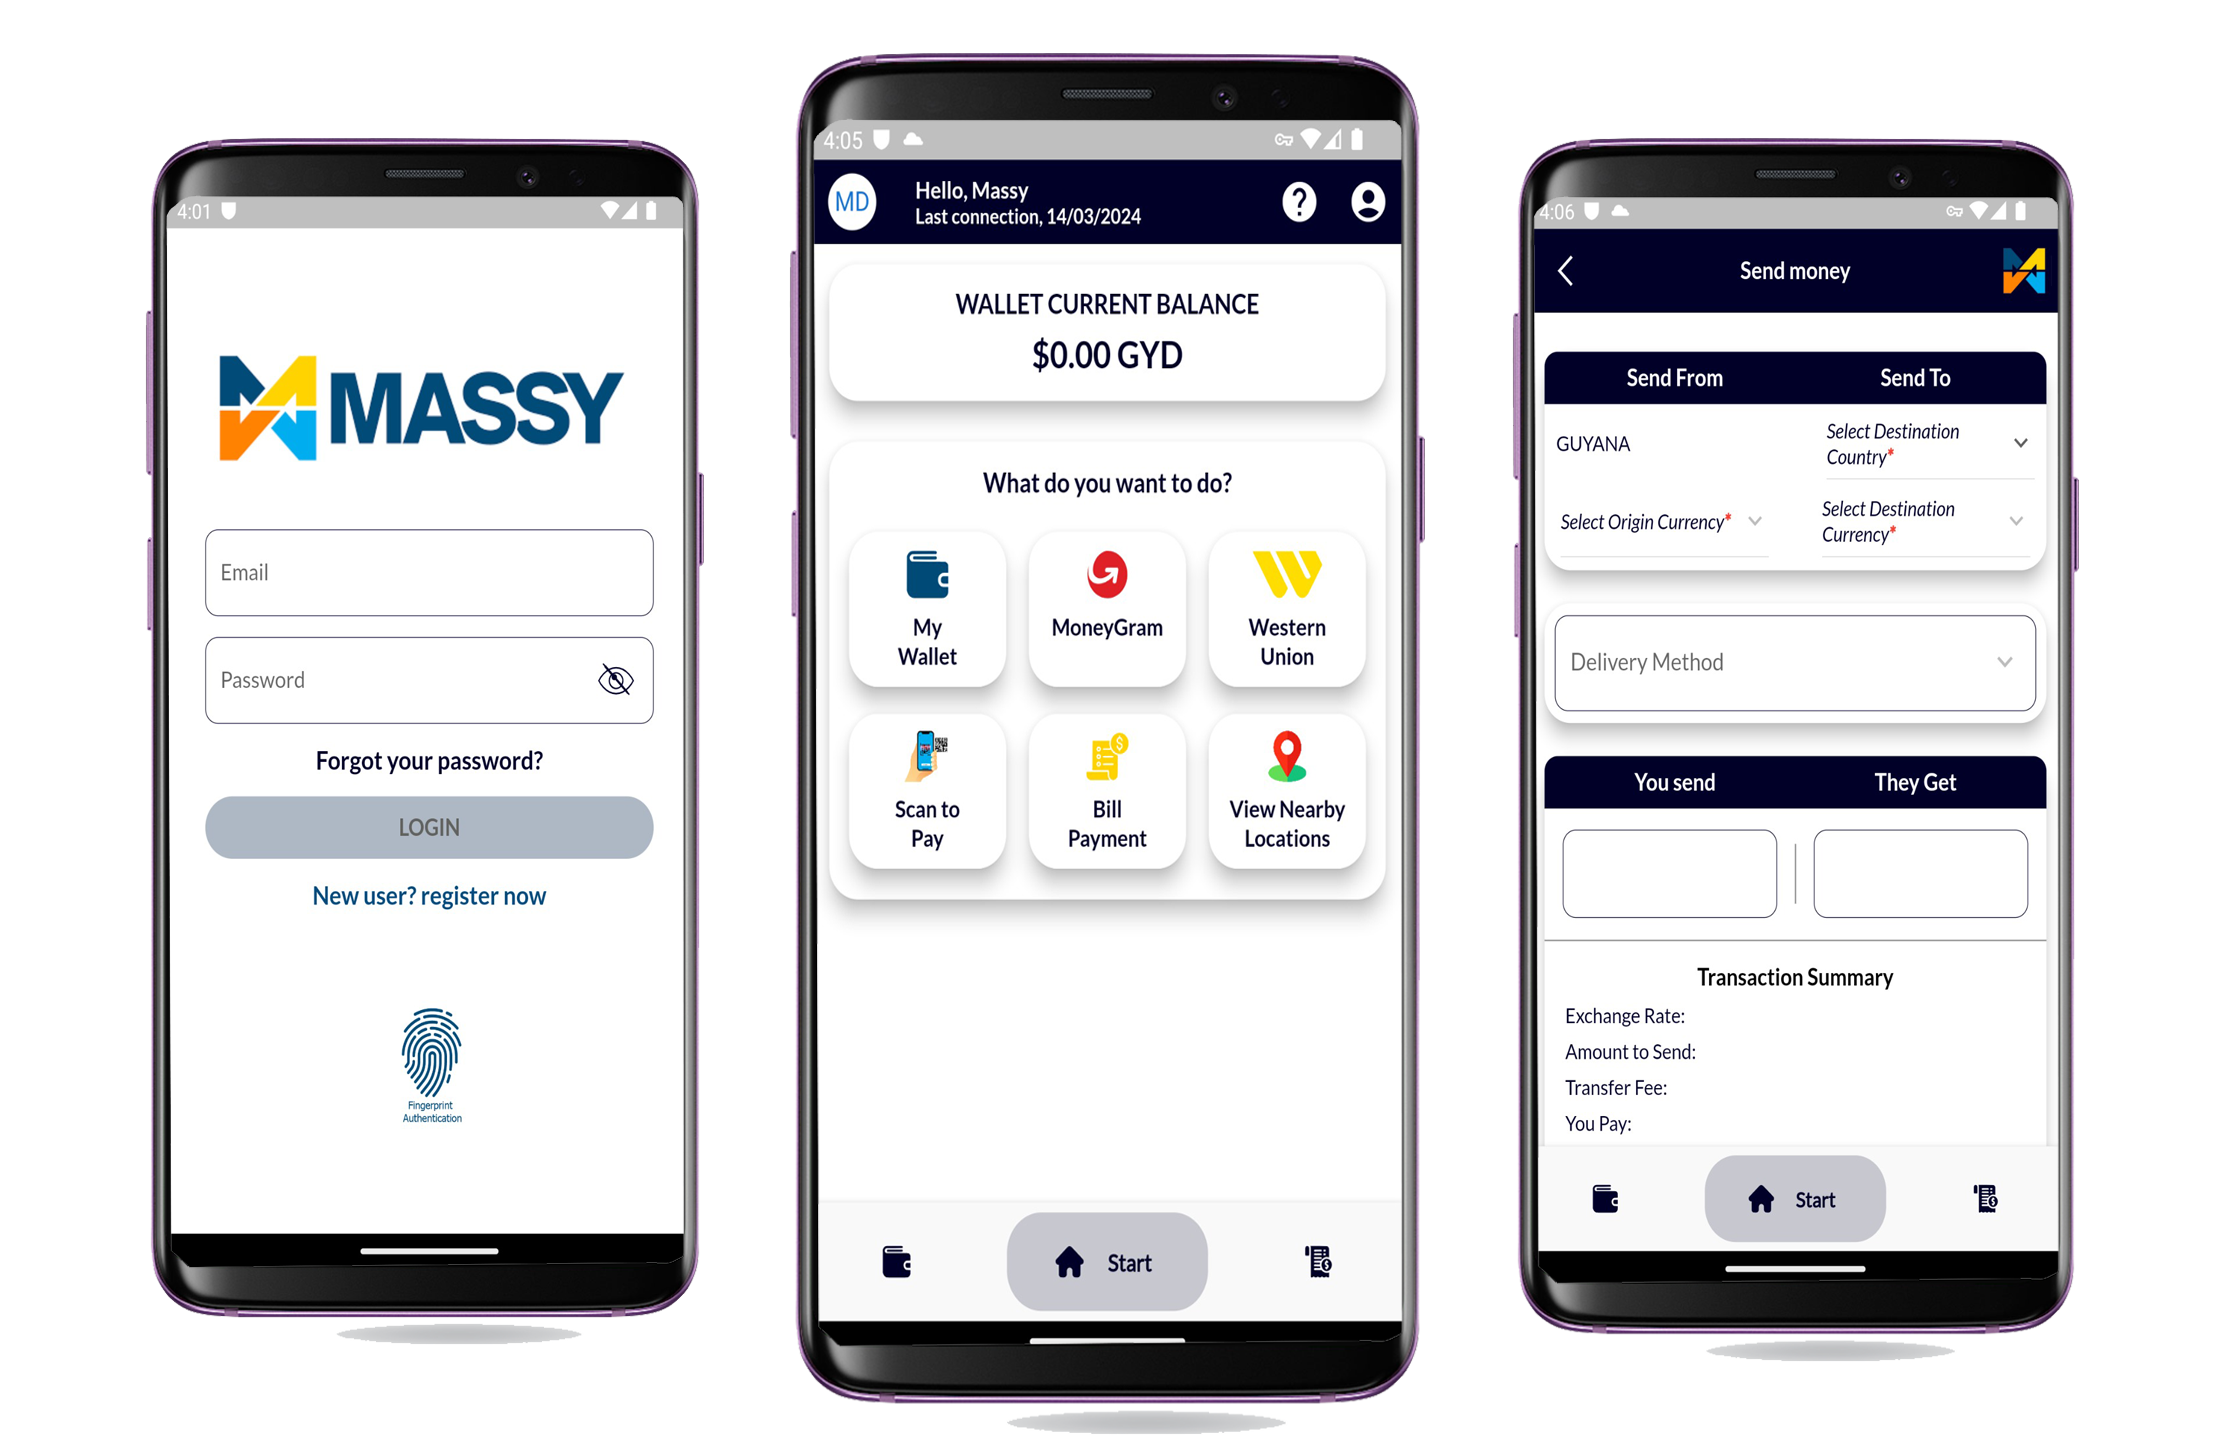 4:01
MASSY
Email
Password
Forgot your password?
LOGIN
New user? register now
Fingerprint
Authentication
4:05
MD
Hello, Massy
Last connection, 14/03/2024
?
WALLET CURRENT BALANCE
$0.00 GYD
What do you want to do?
My
Wallet
MoneyGram
Western
Union
Scan to
Pay
Bill
Payment
View Nearby
Locations
Start
4:06
Send money
Send From
Send To
GUYANA
Select Destination
Country*
Select Origin Currency*
Select Destination
Currency*
Delivery Method
You send
They Get
Transaction Summary
Exchange Rate:
Amount to Send:
Transfer Fee:
You Pay:
Start